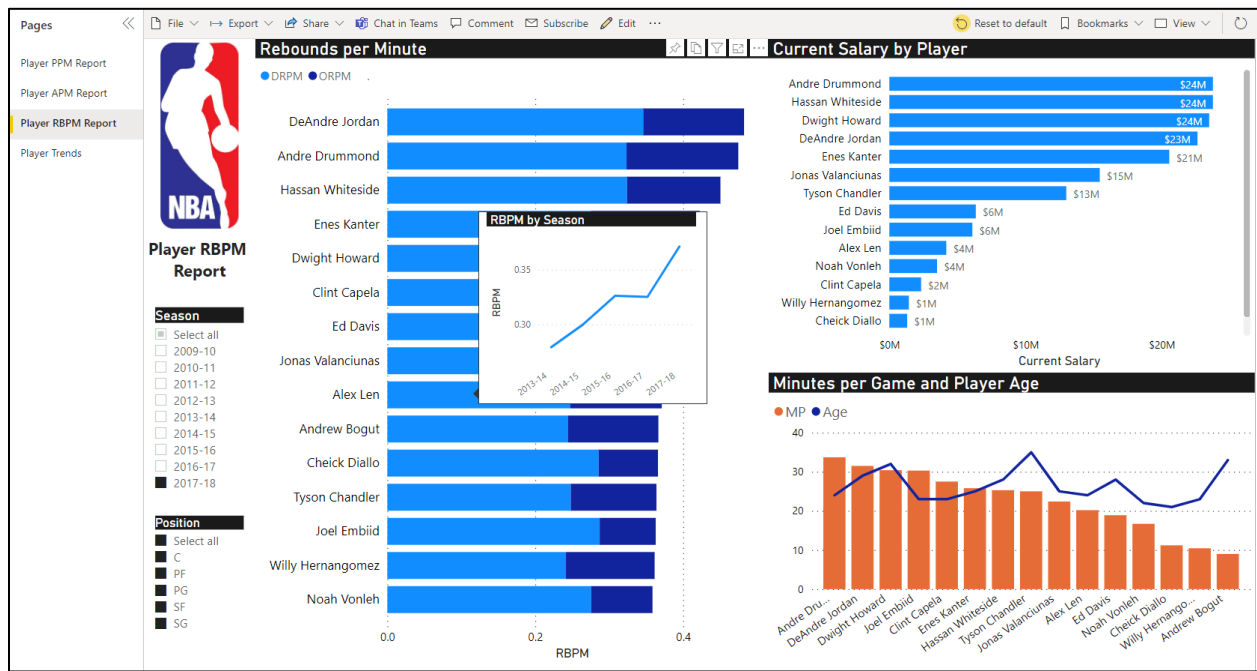 Pages
File
Export
Share
Chat in Teams
Comment
Subscribe
Edit
Reset to default
Bookmarks
View
Player PPM Report
Player APM Report
Player RBPM Report
Player Trends
NBA
Player RBPM
Report
Season
Select all
2009-10
2010-11
2011-12
2012-13
2013-14
2014-15
2015-16
2016-17
2017-18
Position
Select all
C
PF
PG
SF
SG
Rebounds per Minute
DRPM ORPM
DeAndre Jordan
Andre Drummond
Hassan Whiteside
Enes Kanter
Dwight Howard
Clint Capela
Ed Davis
Jonas Valanciunas
Alex Len
Andrew Bogut
Cheick Diallo
Tyson Chandler
Joel Embiid
Willy Hernangomez
Noah Vonleh
0.0 0.2 0.4
RBPM
RBPM by Season
0.35
0.30
RBPM
2013-14 2014-15 2015-16 2016-17 2017-18
Current Salary by Player
Andre Drummond $24M
Hassan Whiteside $24M
Dwight Howard $24M
DeAndre Jordan $23M
Enes Kanter $21M
Jonas Valanciunas $15M
Tyson Chandler $13M
Ed Davis $6M
Joel Embiid $6M
Alex Len $4M
Noah Vonleh $4M
Clint Capela $2M
Willy Hernangomez $1M
Cheick Diallo $1M
$0M $10M $20M
Current Salary
Minutes per Game and Player Age
MP Age
40
30
20
10
0
Andre Dru... DeAndre Jordan Dwight Howard Joel Embiid Clint Capela Enes Kanter Hassan Whiteside Tyson Chandler Jonas Valanciunas Alex Len Ed Davis Noah Vonleh Cheick Diallo Willy Hernango... Andrew Bogut